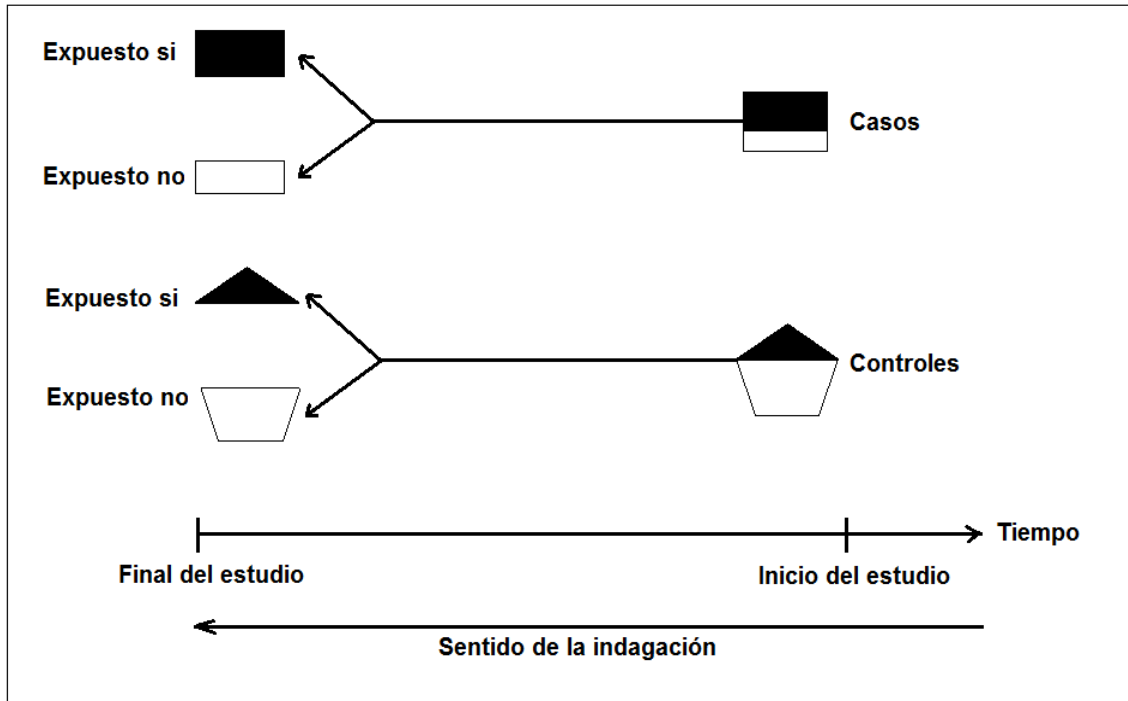 Expuesto si
Casos
Expuesto no
Expuesto si
Controles
Expuesto no
Tiempo
Final del estudio
Inicio del estudio
Sentido de la indagación